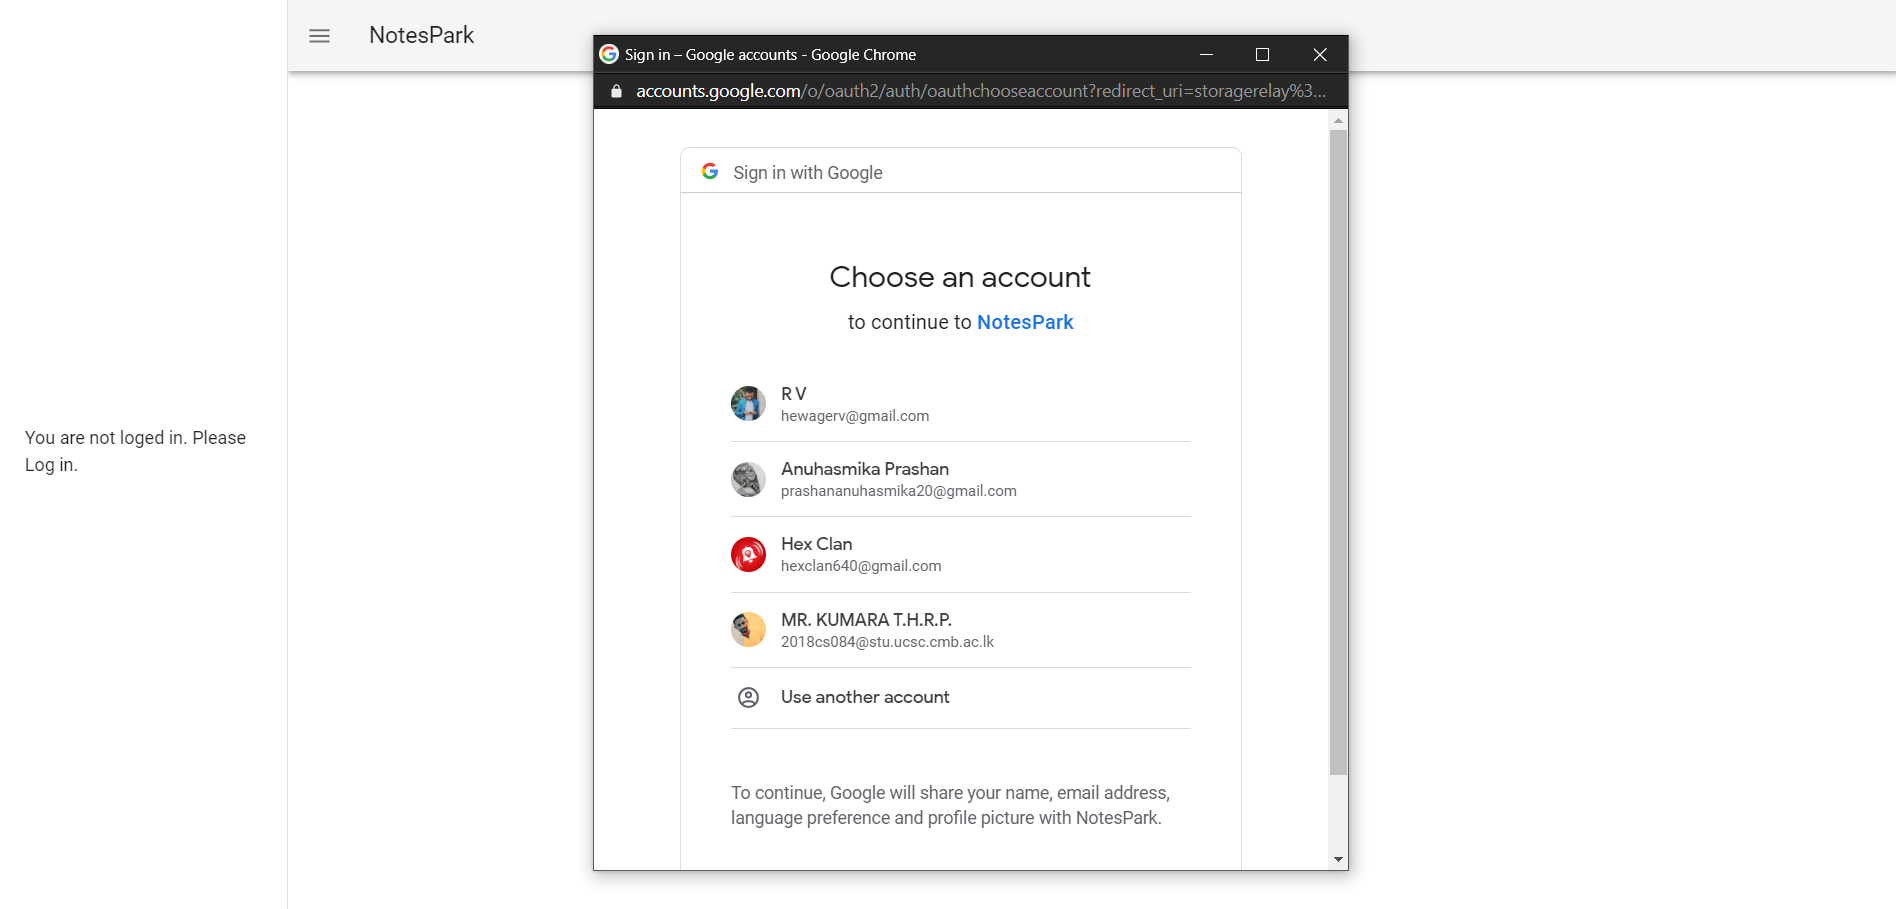 NotesPark
You are not loged in. Please
Log in.
Sign in – Google accounts - Google Chrome
accounts.google.com/o/oauth2/auth/oauthchooseaccount?redirect_uri=storagerelay%3...
Sign in with Google
Choose an account
to continue to NotesPark
R V
hewagerv@gmail.com
Anuhasmika Prashan
prashananuhasmika20@gmail.com
Hex Clan
hexclan640@gmail.com
MR. KUMARA T.H.R.P.
2018cs084@stu.ucsc.cmb.ac.lk
Use another account
To continue, Google will share your name, email address,
language preference and profile picture with NotesPark.